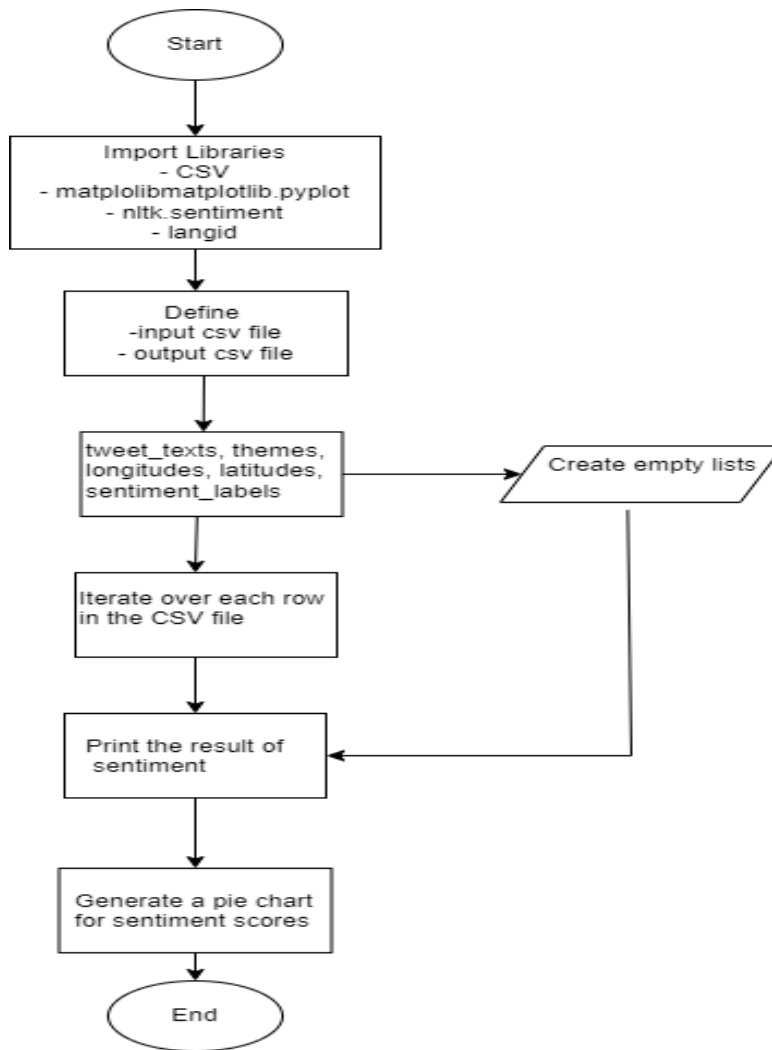 Start
Import Libraries
- CSV
- matplolibmatplotlib.pyplot
- nltk.sentiment
- langid
Define
-input csv file
- output csv file
tweet_texts, themes,
longitudes, latitudes,
sentiment_labels
Create empty lists
Iterate over each row
in the CSV file
Print the result of
sentiment
Generate a pie chart
for sentiment scores
End